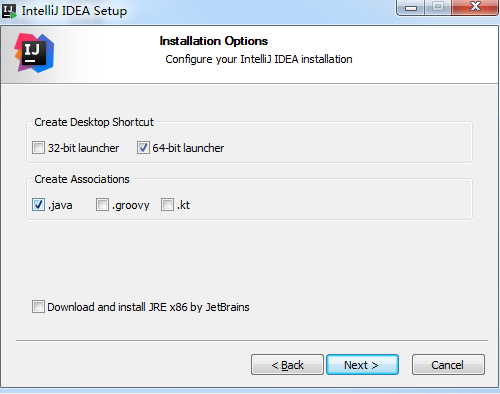 IntelliJ IDEA Setup
IJ
Installation Options
Configure your IntelliJ IDEA installation
Create Desktop Shortcut
32-bit launcher 64-bit launcher
Create Associations
.java .groovy .kt
Download and install JRE x86 by JetBrains
< Back Next > Cancel